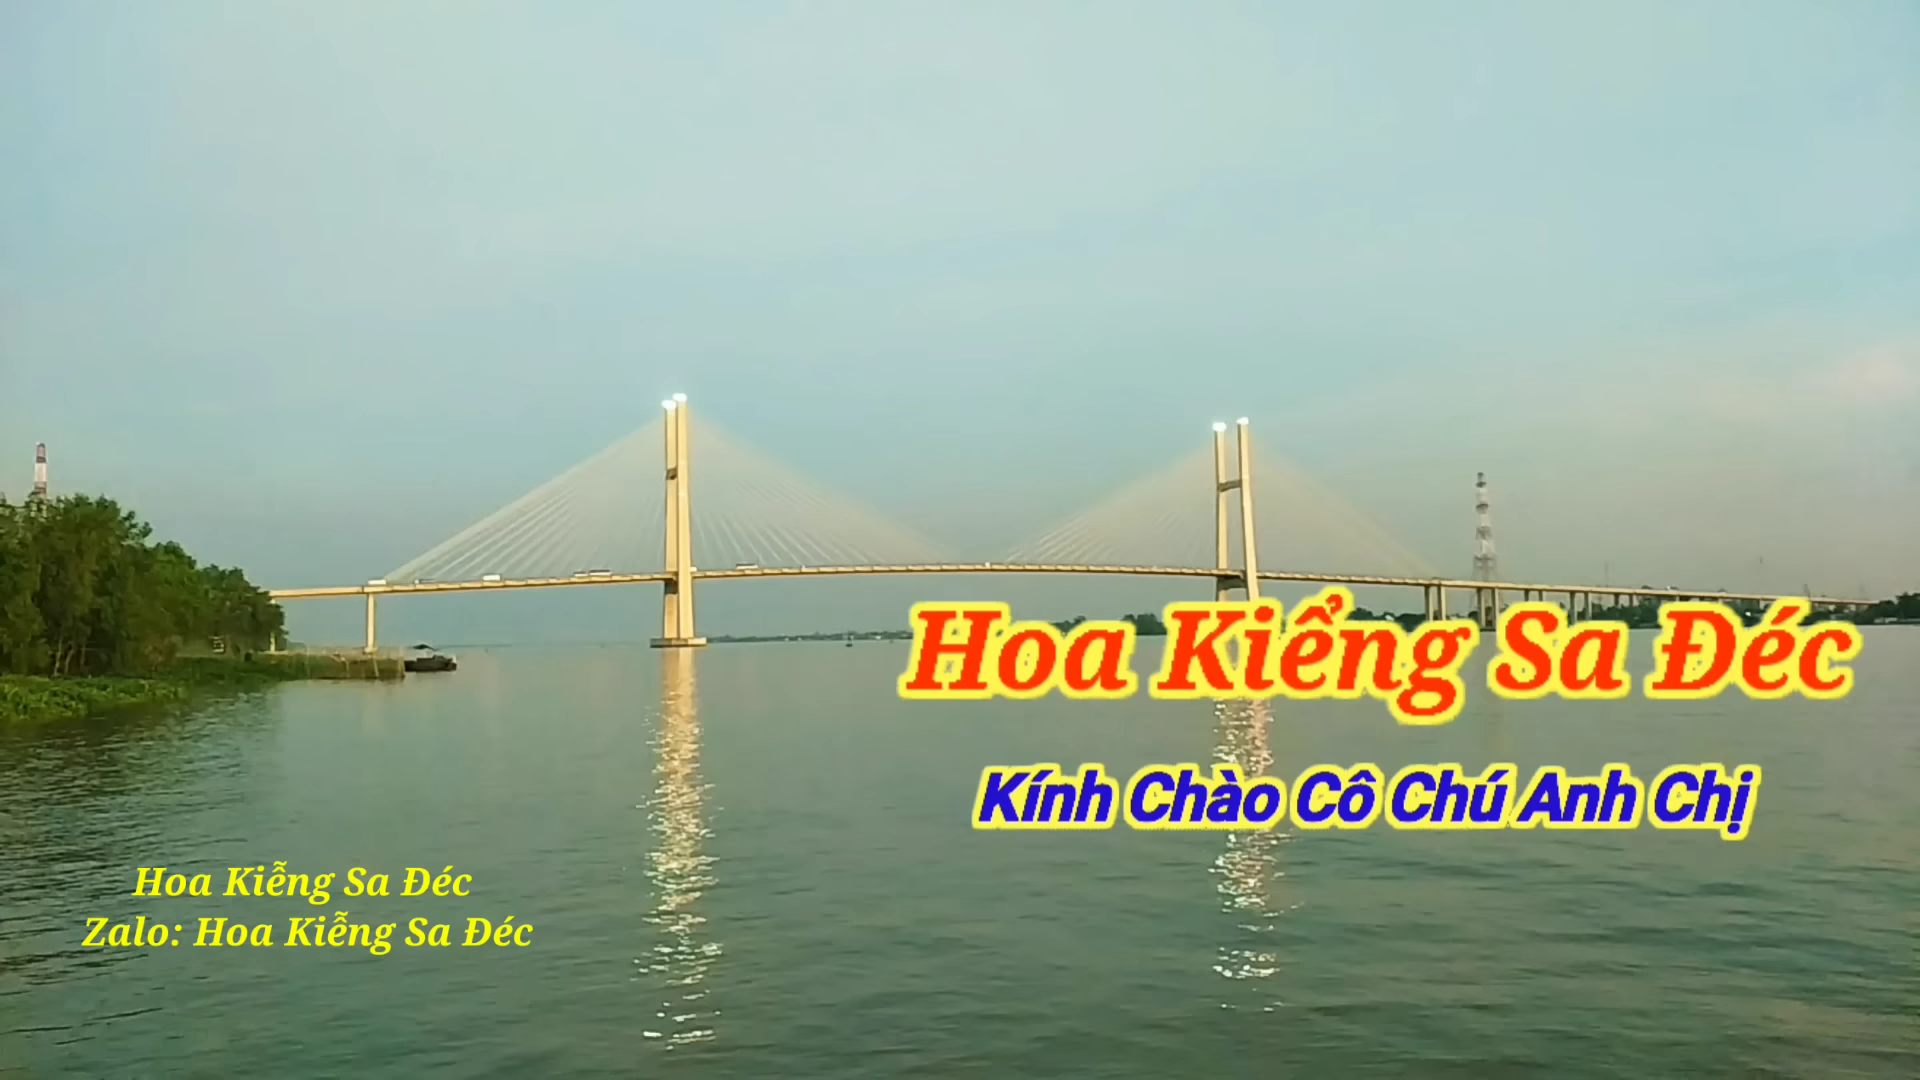 Hoa Kiểng Sa Đéc
Kính Chào Cô Chú Anh Chị
Hoa Kiễng Sa Đéc
Zalo: Hoa Kiễng Sa Đéc